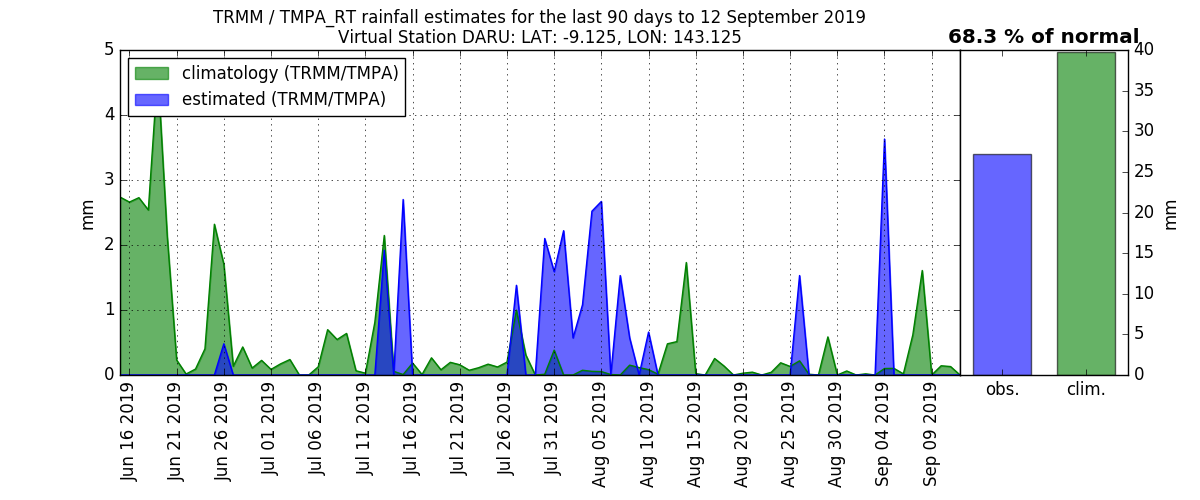 TRMM / TMPA_RT rainfall estimates for the last 90 days to 12 September 2019
Virtual Station DARU: LAT: -9.125, LON: 143.125
68.3 % of normal
climatology (TRMM/TMPA)
estimated (TRMM/TMPA)
5
4
3
2
1
0
mm
Jun 16 2019
Jun 21 2019
Jun 26 2019
Jul 01 2019
Jul 06 2019
Jul 11 2019
Jul 16 2019
Jul 21 2019
Jul 26 2019
Jul 31 2019
Aug 05 2019
Aug 10 2019
Aug 15 2019
Aug 20 2019
Aug 25 2019
Aug 30 2019
Sep 04 2019
Sep 09 2019
obs.
clim.
40
35
30
25
20
15
10
5
0
mm